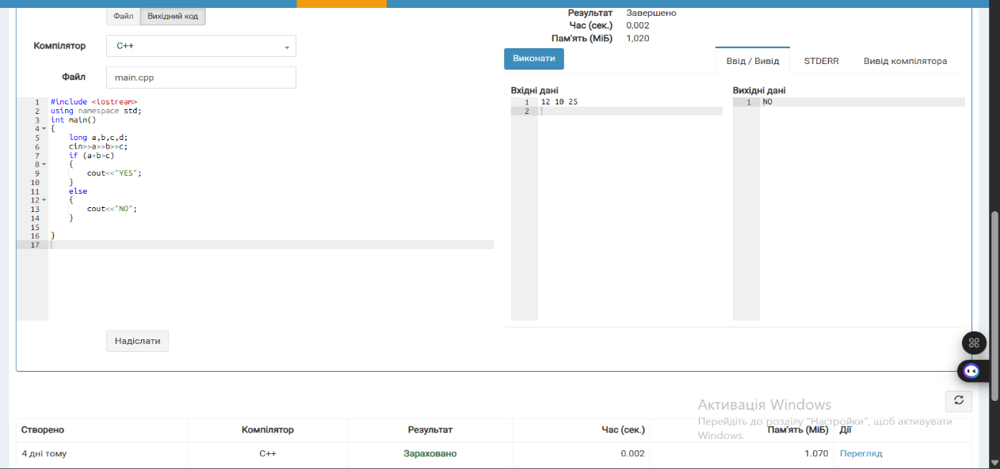 Файл Вихідний код
Результат Завершено
Час (сек.) 0,002
Пам'ять (МіБ) 1,020
Компілятор C++
Виконати Ввід / Вивід STDERR Вивід компілятора
Файл main.cpp
Вхідні дані Вихідні дані
1 12 10 25
2
1 NO
1 #include <iostream>
2 using namespace std;
3 int main()
4 {
5 long a,b,c,d;
6 cin>>a>>b>>c;
7 if (a+b>c)
8 {
9 cout<<"YES";
10 }
11 else
12 {
13 cout<<"NO";
14 }
15
16 }
17
Надіслати
Активація Windows
Перейдіть до розділу "Настройки", щоб активувати
Windows.
Створено Компілятор Результат Час (сек.) Пам'ять (МіБ) Дії
4 дні тому C++ Зараховано 0.002 1.070 Перегляд